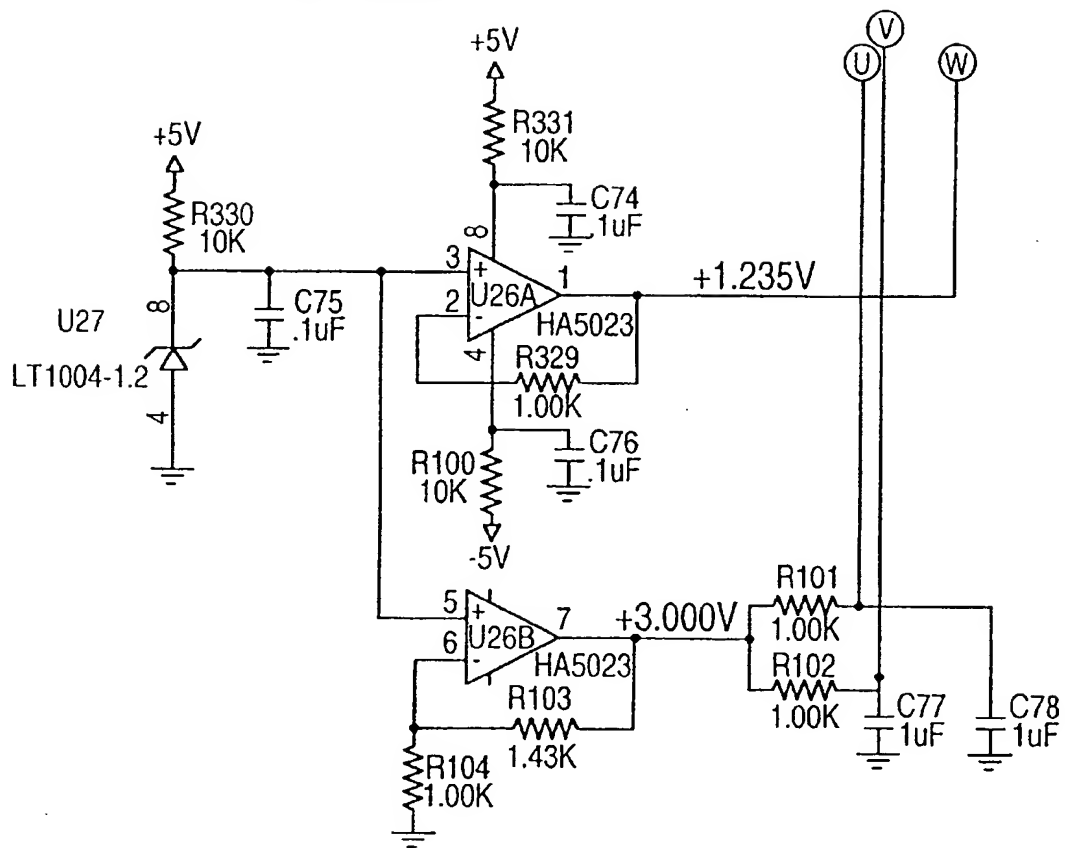 V
U
W
+5V
R331
10K
+5V
R330
10K
C74
.1uF
8
3
+
1
U26A
+1.235V
2
-
HA5023
8
C75
.1uF
U27
LT1004-1.2
4
4
R329
1.00K
C76
.1uF
R100
10K
-5V
R101
1.00K
5
+
7
U26B
+3.000V
6
-
HA5023
R102
1.00K
R103
1.43K
C77
1uF
C78
1uF
R104
1.00K